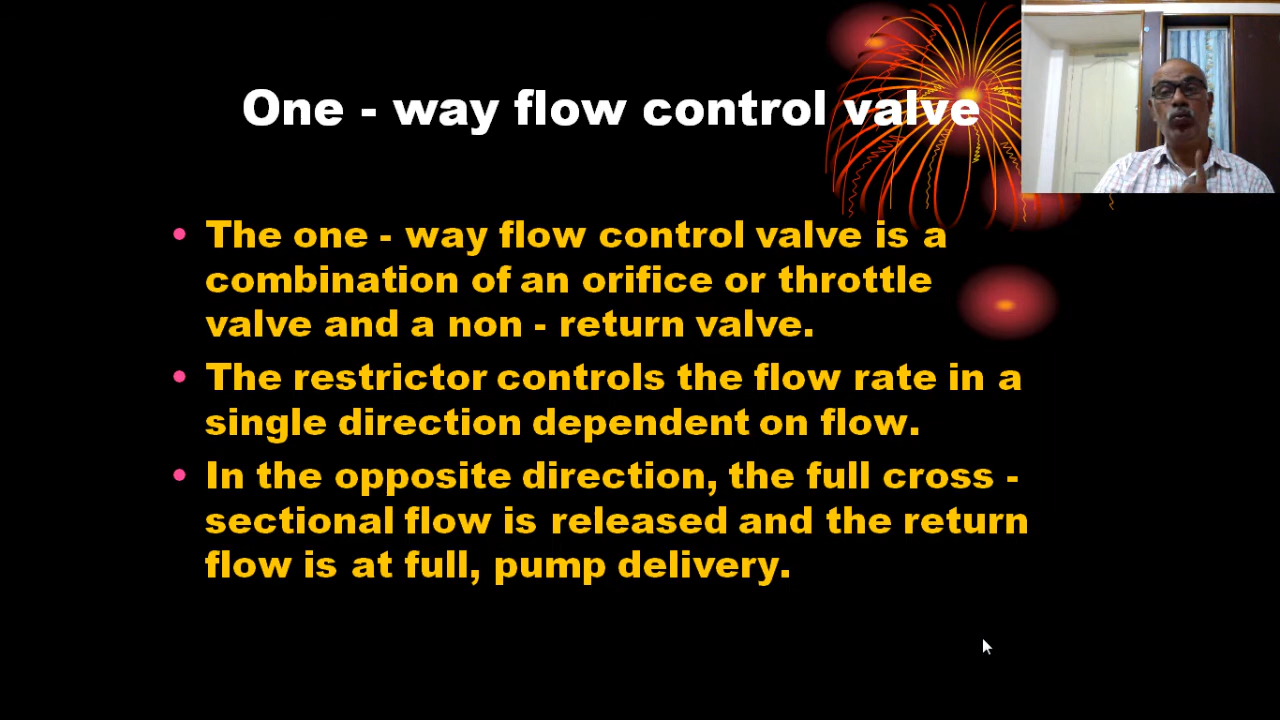 One - way flow control valve
• The one - way flow control valve is a
combination of an orifice or throttle
valve and a non - return valve.
• The restrictor controls the flow rate in a
single direction dependent on flow.
• In the opposite direction, the full cross -
sectional flow is released and the return
flow is at full, pump delivery.